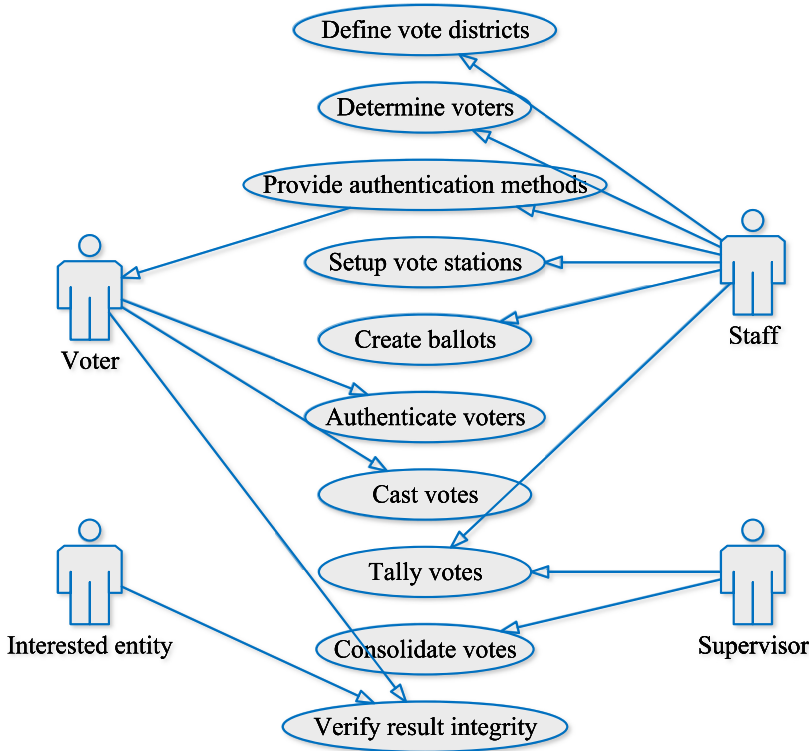 Define vote districts
Determine voters
Provide authentication methods
Setup vote stations
Staff
Create ballots
Voter
Authenticate voters
Cast votes
Tally votes
Interested entity
Consolidate votes
Supervisor
Verify result integrity